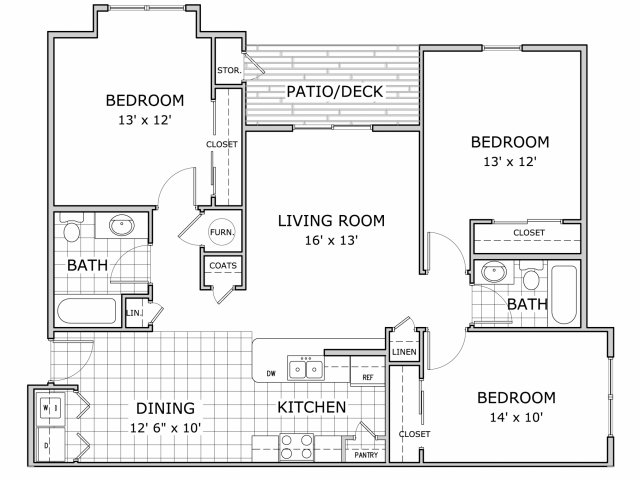 STOR.
PATIO/DECK
BEDROOM
13' x 12'
CLOSET
BEDROOM
13' x 12'
LIVING ROOM
16' x 13'
FURN.
CLOSET
BATH
COATS
BATH
LIN.
LINEN
DW
REF
BEDROOM
14' x 10'
W
D
DINING
12' 6" x 10'
KITCHEN
CLOSET
PANTRY